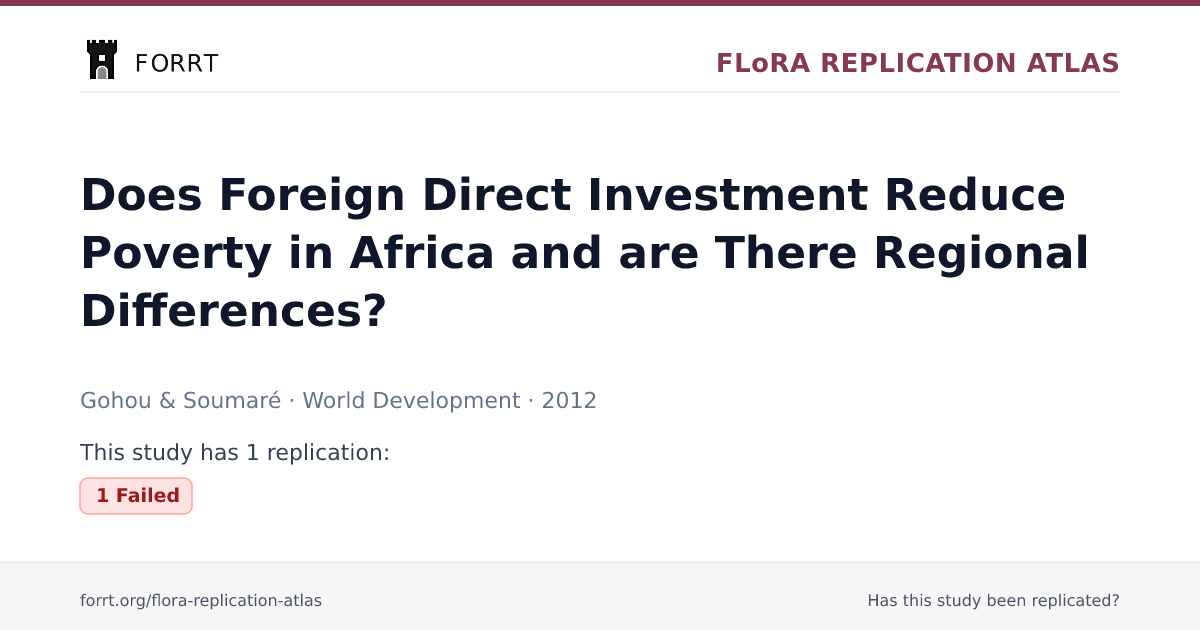 FORRT
FLoRA REPLICATION ATLAS
Does Foreign Direct Investment Reduce
Poverty in Africa and are There Regional
Differences?
Gohou & Soumaré · World Development · 2012
This study has 1 replication:
1 Failed
forrt.org/flora-replication-atlas
Has this study been replicated?